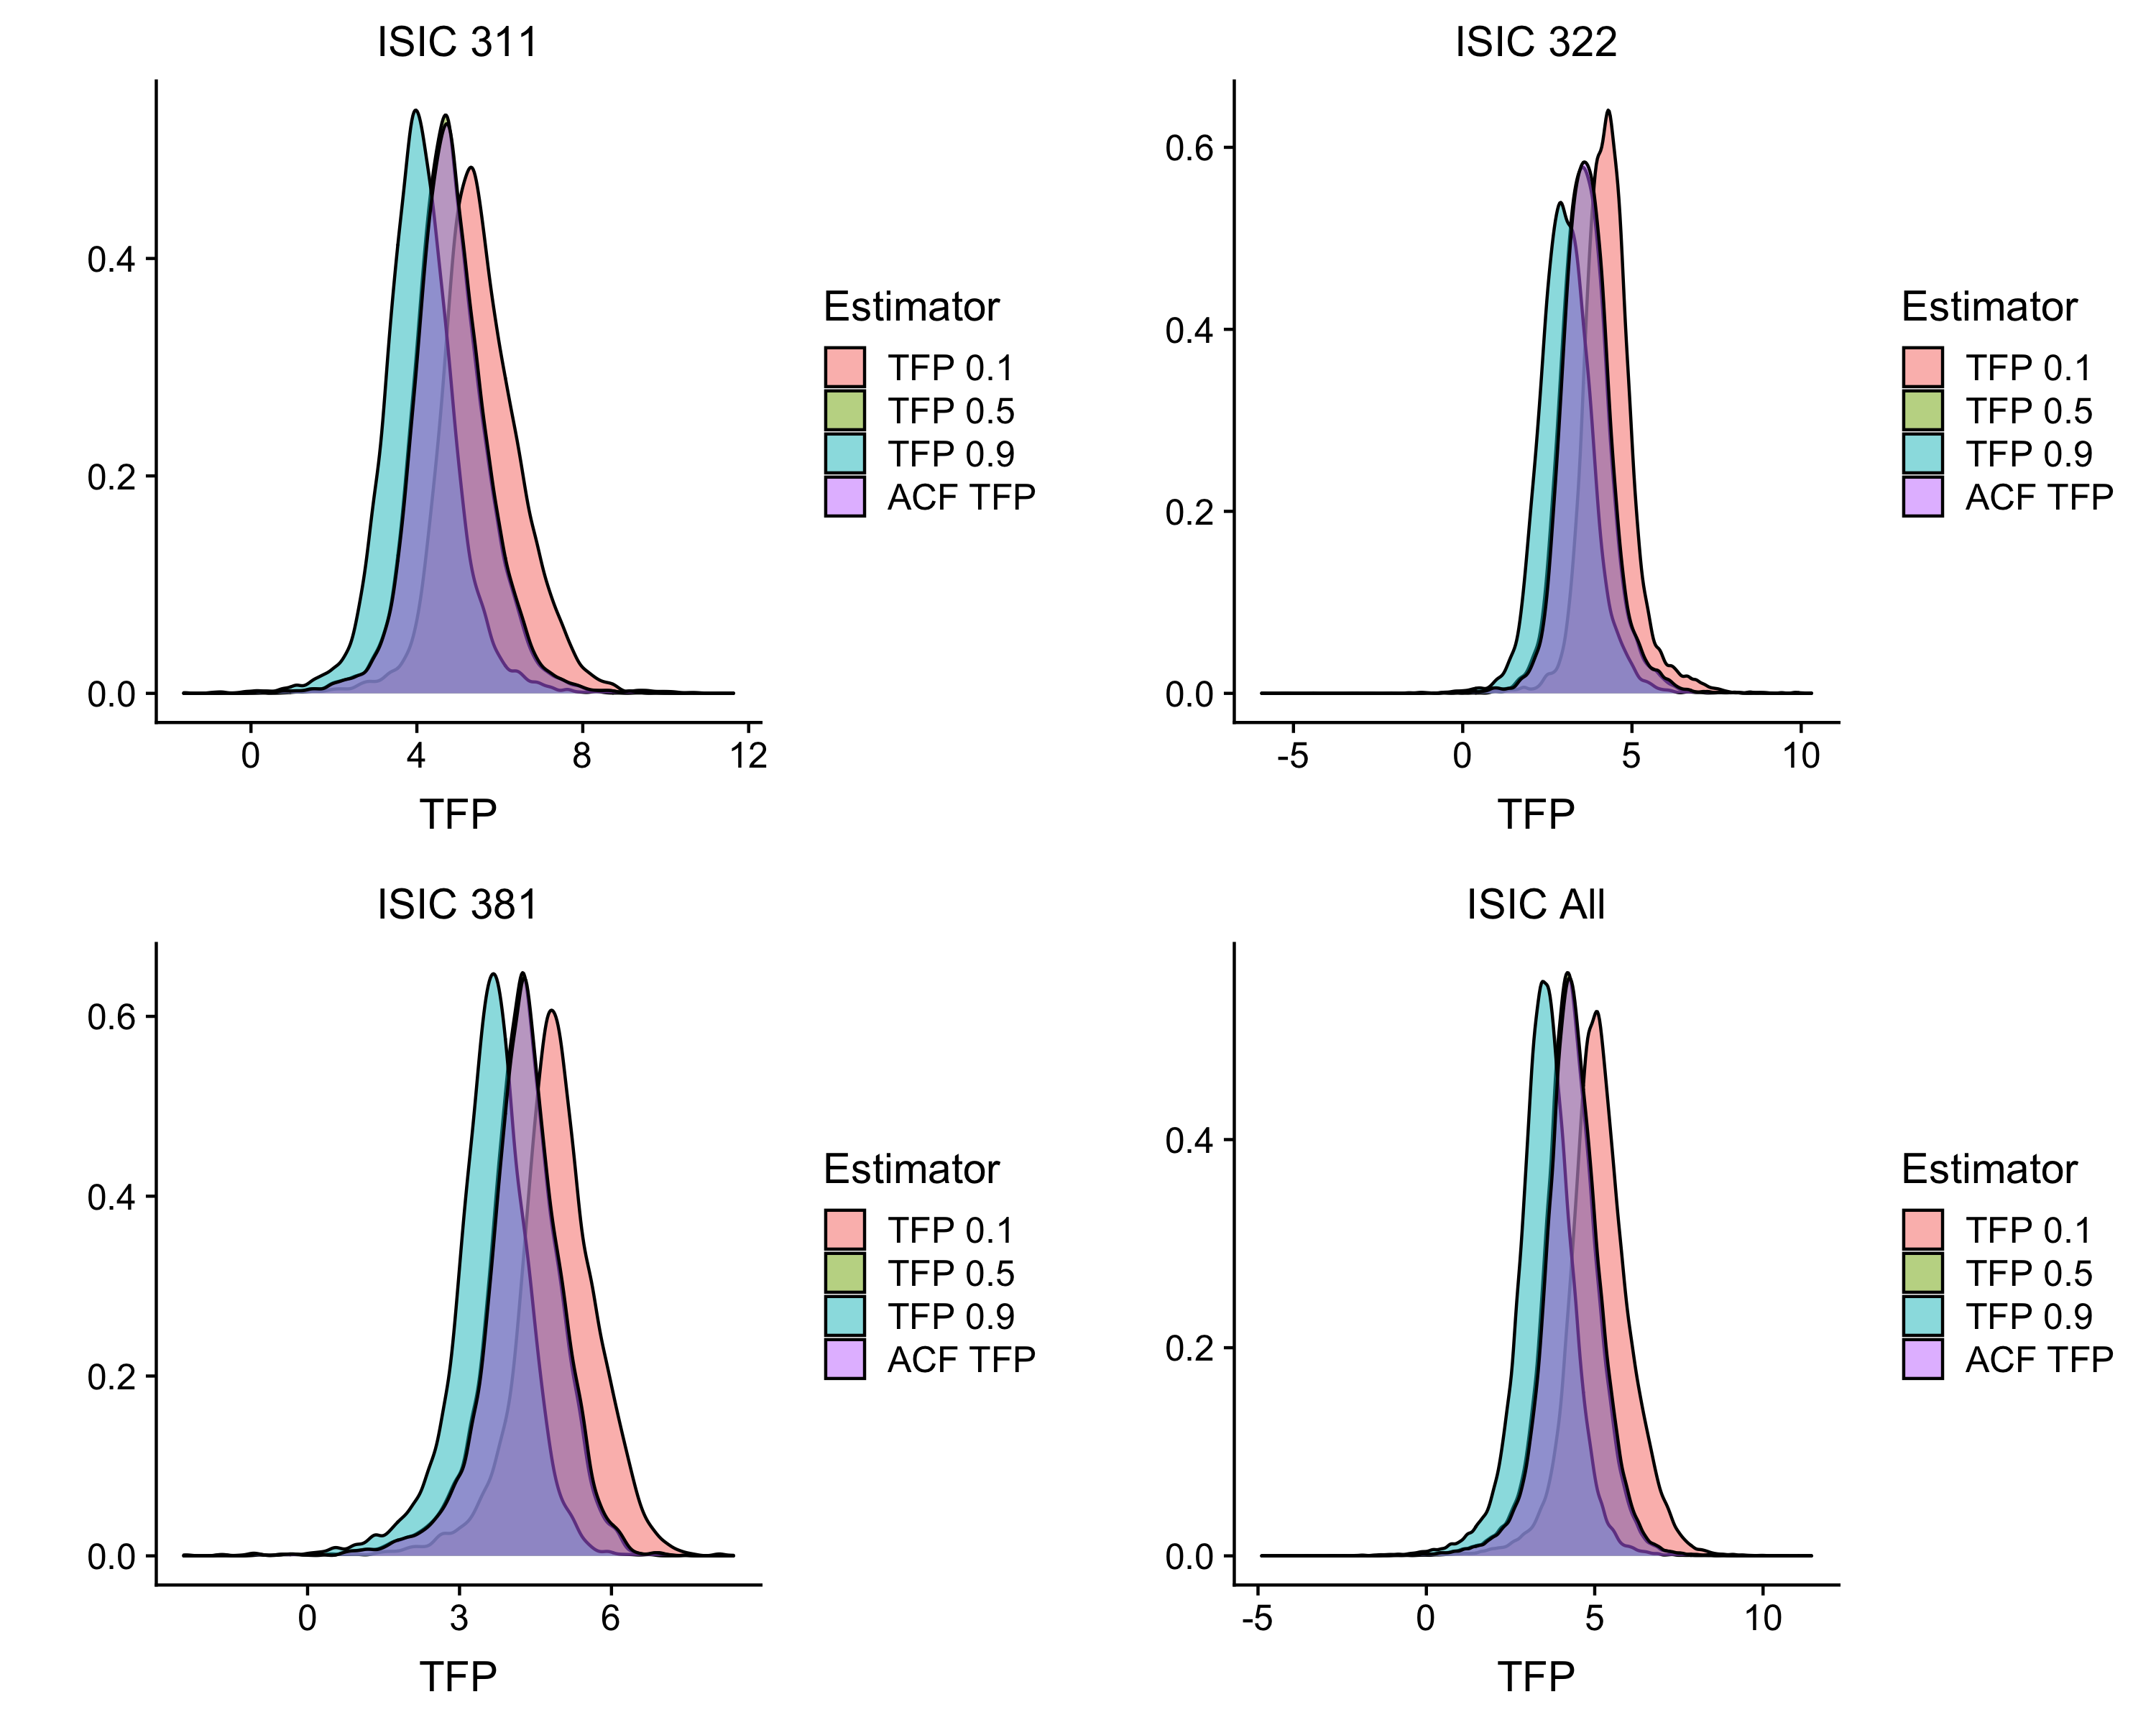 ISIC 311
0.4
0.2
0.0
0 4 8 12
TFP
Estimator
TFP 0.1
TFP 0.5
TFP 0.9
ACF TFP
ISIC 322
0.6
0.4
0.2
0.0
-5 0 5 10
TFP
Estimator
TFP 0.1
TFP 0.5
TFP 0.9
ACF TFP
ISIC 381
0.6
0.4
0.2
0.0
0 3 6
TFP
Estimator
TFP 0.1
TFP 0.5
TFP 0.9
ACF TFP
ISIC All
0.4
0.2
0.0
-5 0 5 10
TFP
Estimator
TFP 0.1
TFP 0.5
TFP 0.9
ACF TFP